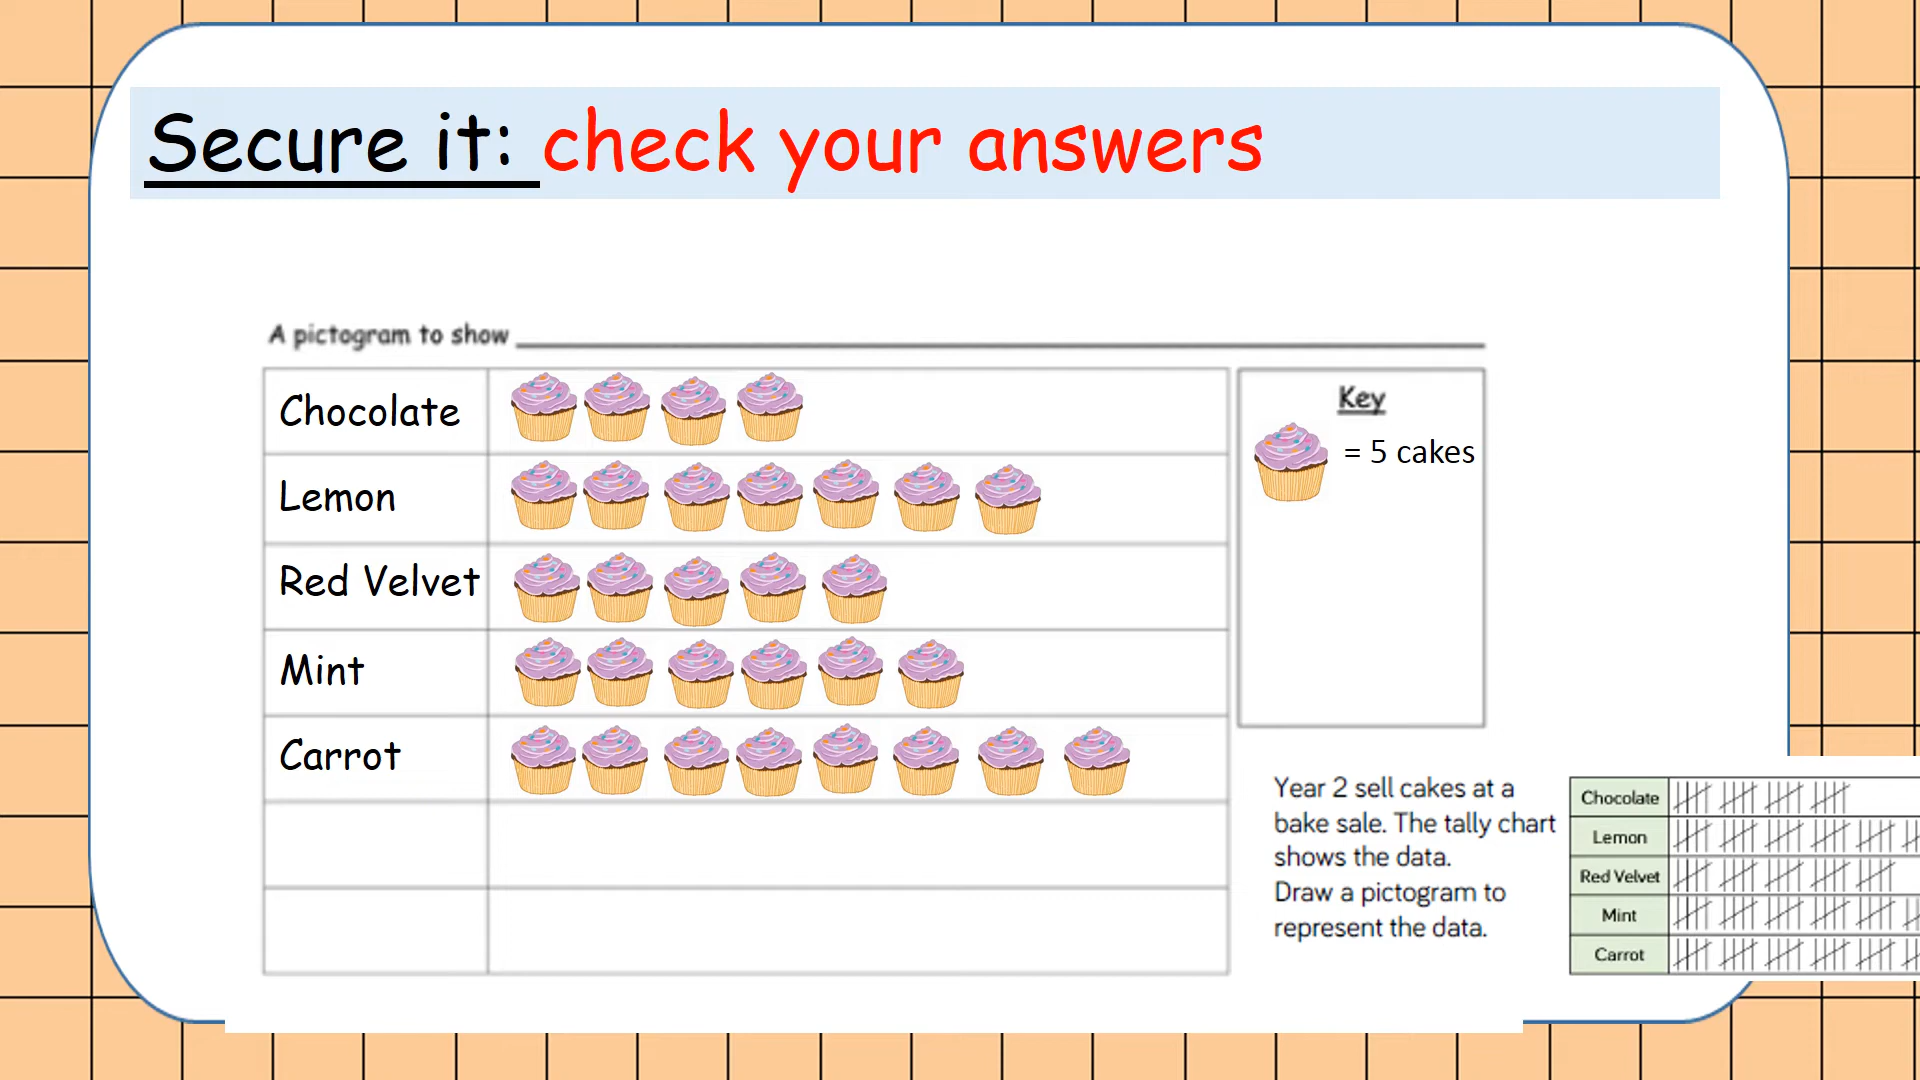 Secure it: check your answers
A pictogram to show
Chocolate
Lemon
Red Velvet
Mint
Carrot
Key
= 5 cakes
Year 2 sell cakes at a
bake sale. The tally chart
shows the data.
Draw a pictogram to
represent the data.
Chocolate
Lemon
Red Velvet
Mint
Carrot